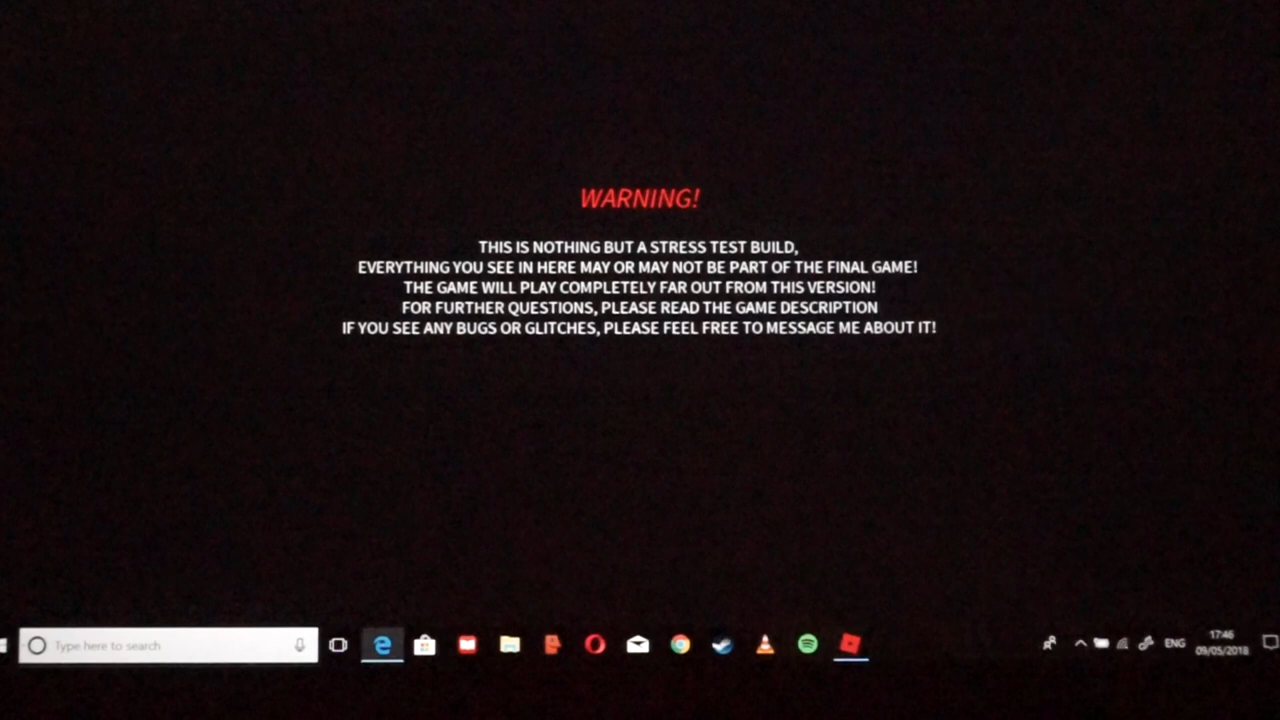 WARNING!
THIS IS NOTHING BUT A STRESS TEST BUILD,
EVERYTHING YOU SEE IN HERE MAY OR MAY NOT BE PART OF THE FINAL GAME!
THE GAME WILL PLAY COMPLETELY FAR OUT FROM THIS VERSION!
FOR FURTHER QUESTIONS, PLEASE READ THE GAME DESCRIPTION
IF YOU SEE ANY BUGS OR GLITCHES, PLEASE FEEL FREE TO MESSAGE ME ABOUT IT!
Type here to search
ENG
17:46
09/05/2018